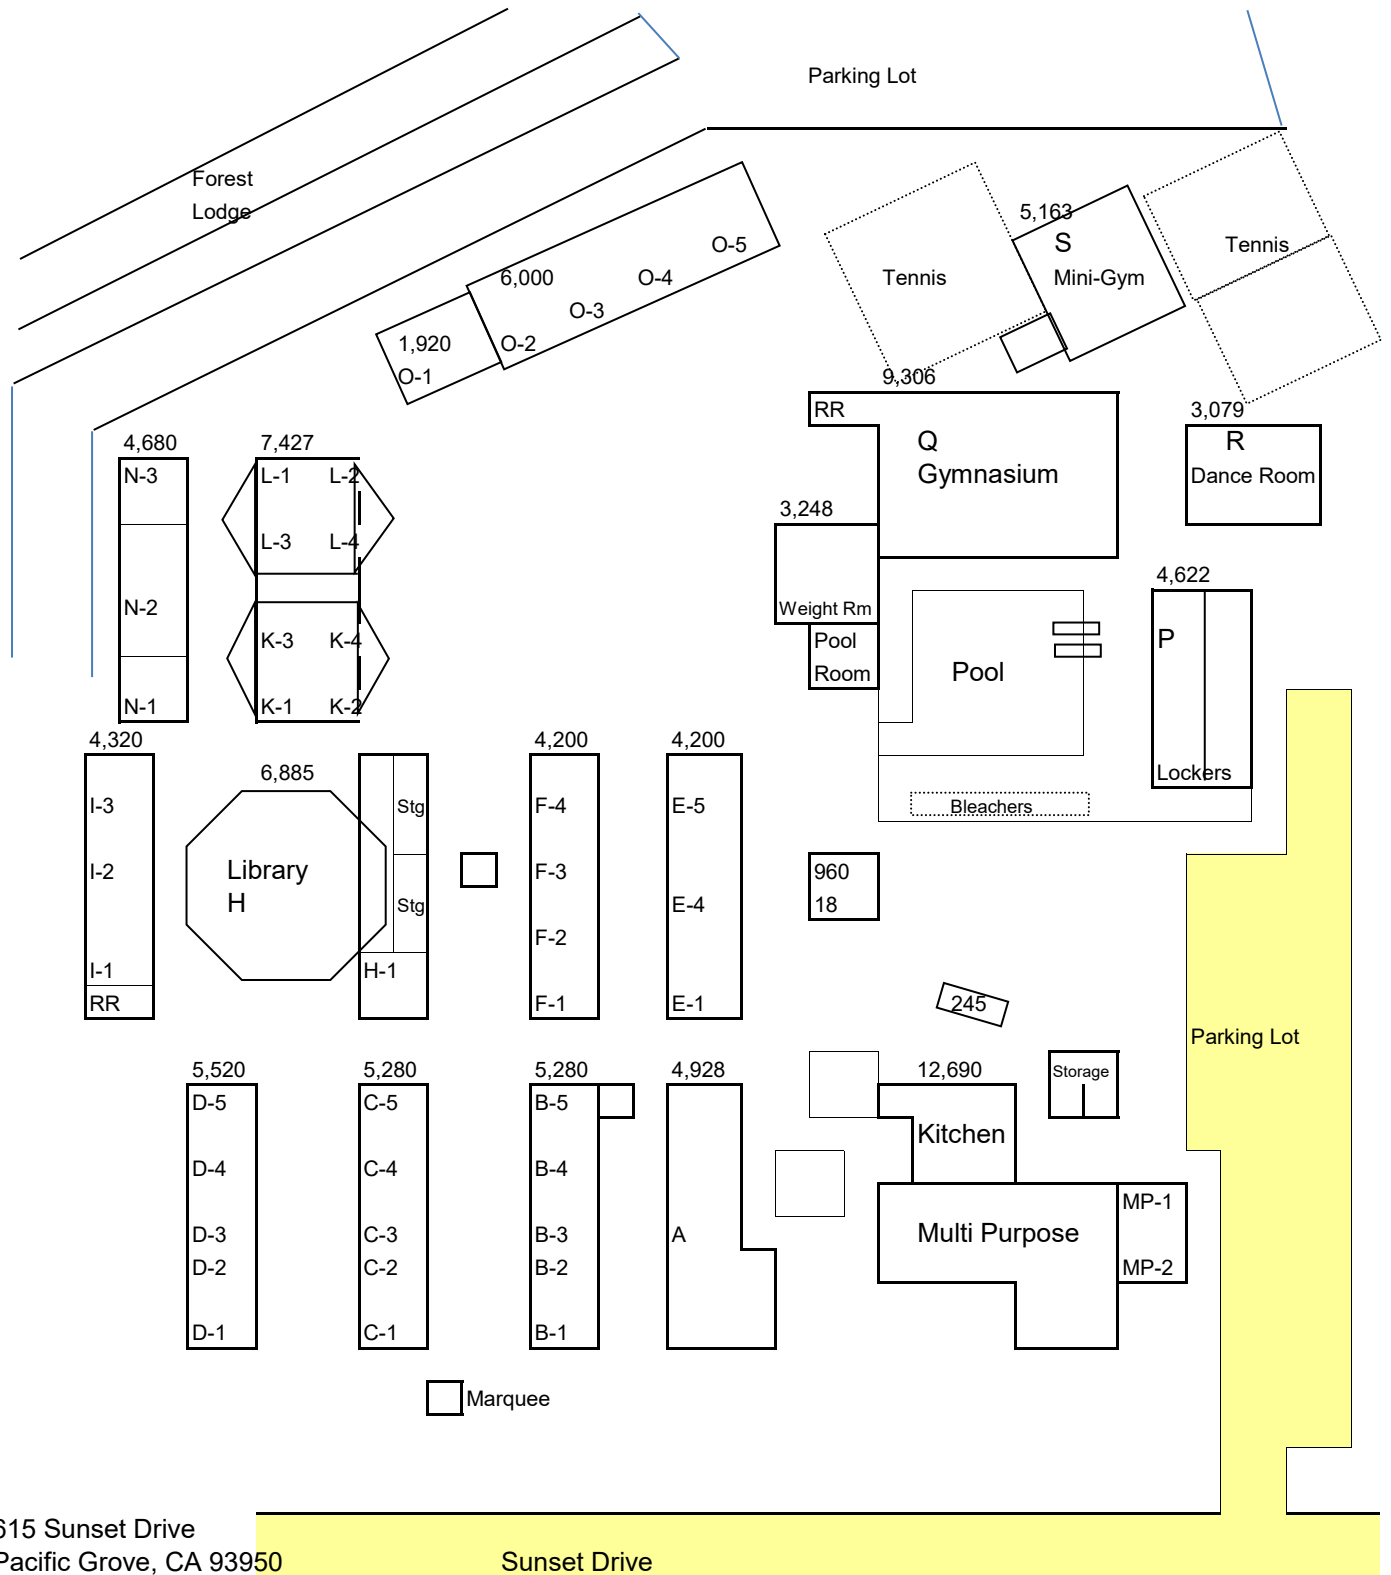 Parking Lot
Forest
Lodge
5,163
S
Mini-Gym
Tennis
Tennis
O-5
O-4
6,000
O-3
O-2
1,920
O-1
9,306
RR
Q
Gymnasium
3,079
R
Dance Room
4,680
N-3
N-2
N-1
7,427
L-1 L-2
L-3 L-4
K-3 K-4
K-1 K-2
3,248
Weight Rm
Pool
Room
Pool
4,622
P
Lockers
Bleachers
4,320
I-3
I-2
I-1
RR
6,885
Library
H
Stg
Stg
H-1
4,200
F-4
F-3
F-2
F-1
4,200
E-5
E-4
E-1
960
18
245
Parking Lot
5,520
D-5
D-4
D-3
D-2
D-1
5,280
C-5
C-4
C-3
C-2
C-1
5,280
B-5
B-4
B-3
B-2
B-1
4,928
A
12,690
Kitchen
Storage
Multi Purpose
MP-1
MP-2
Marquee
615 Sunset Drive
Pacific Grove, CA 93950
Sunset Drive